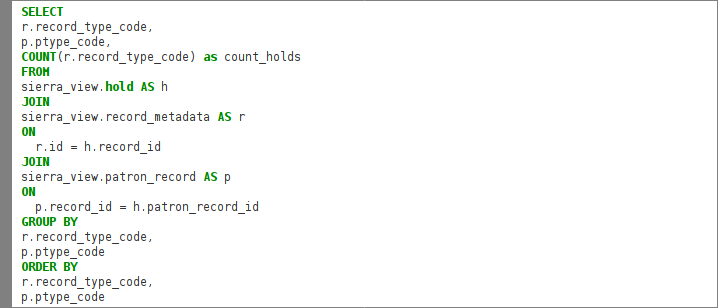 SELECT
r.record_type_code,
p.ptype_code,
COUNT(r.record_type_code) as count_holds
FROM
sierra_view.hold AS h
JOIN
sierra_view.record_metadata AS r
ON
  r.id = h.record_id
JOIN
sierra_view.patron_record AS p
ON
  p.record_id = h.patron_record_id
GROUP BY
r.record_type_code,
p.ptype_code
ORDER BY
r.record_type_code,
p.ptype_code